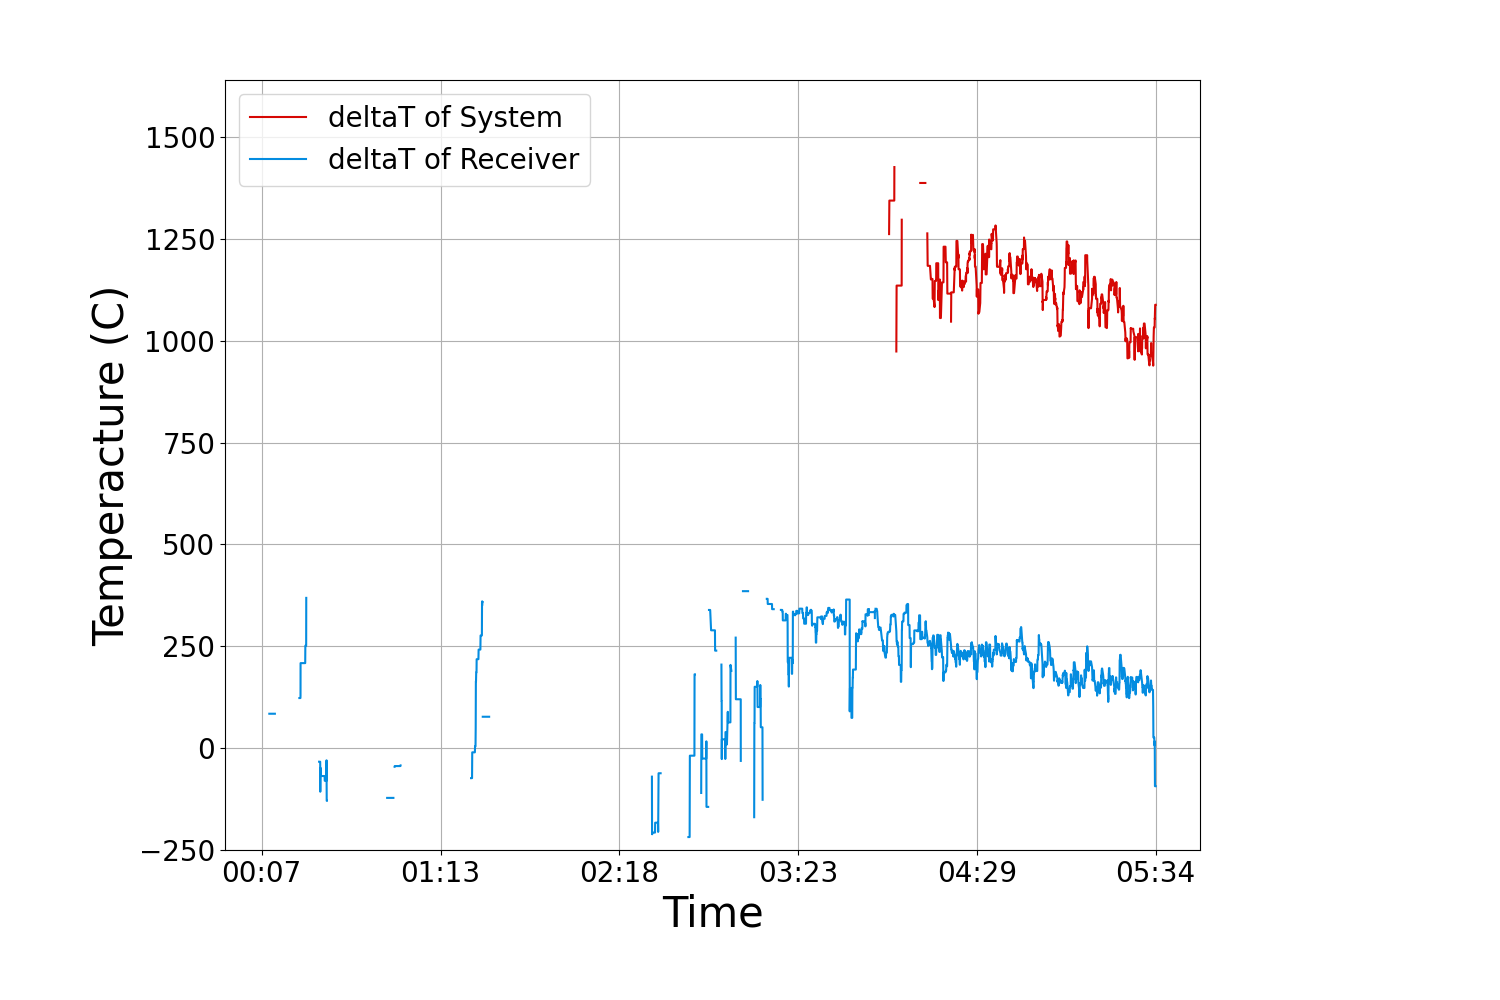 deltaT of System
deltaT of Receiver
1500
1250
1000
750
500
250
0
−250
Temperacture (C)
00:07 01:13 02:18 03:23 04:29 05:34
Time